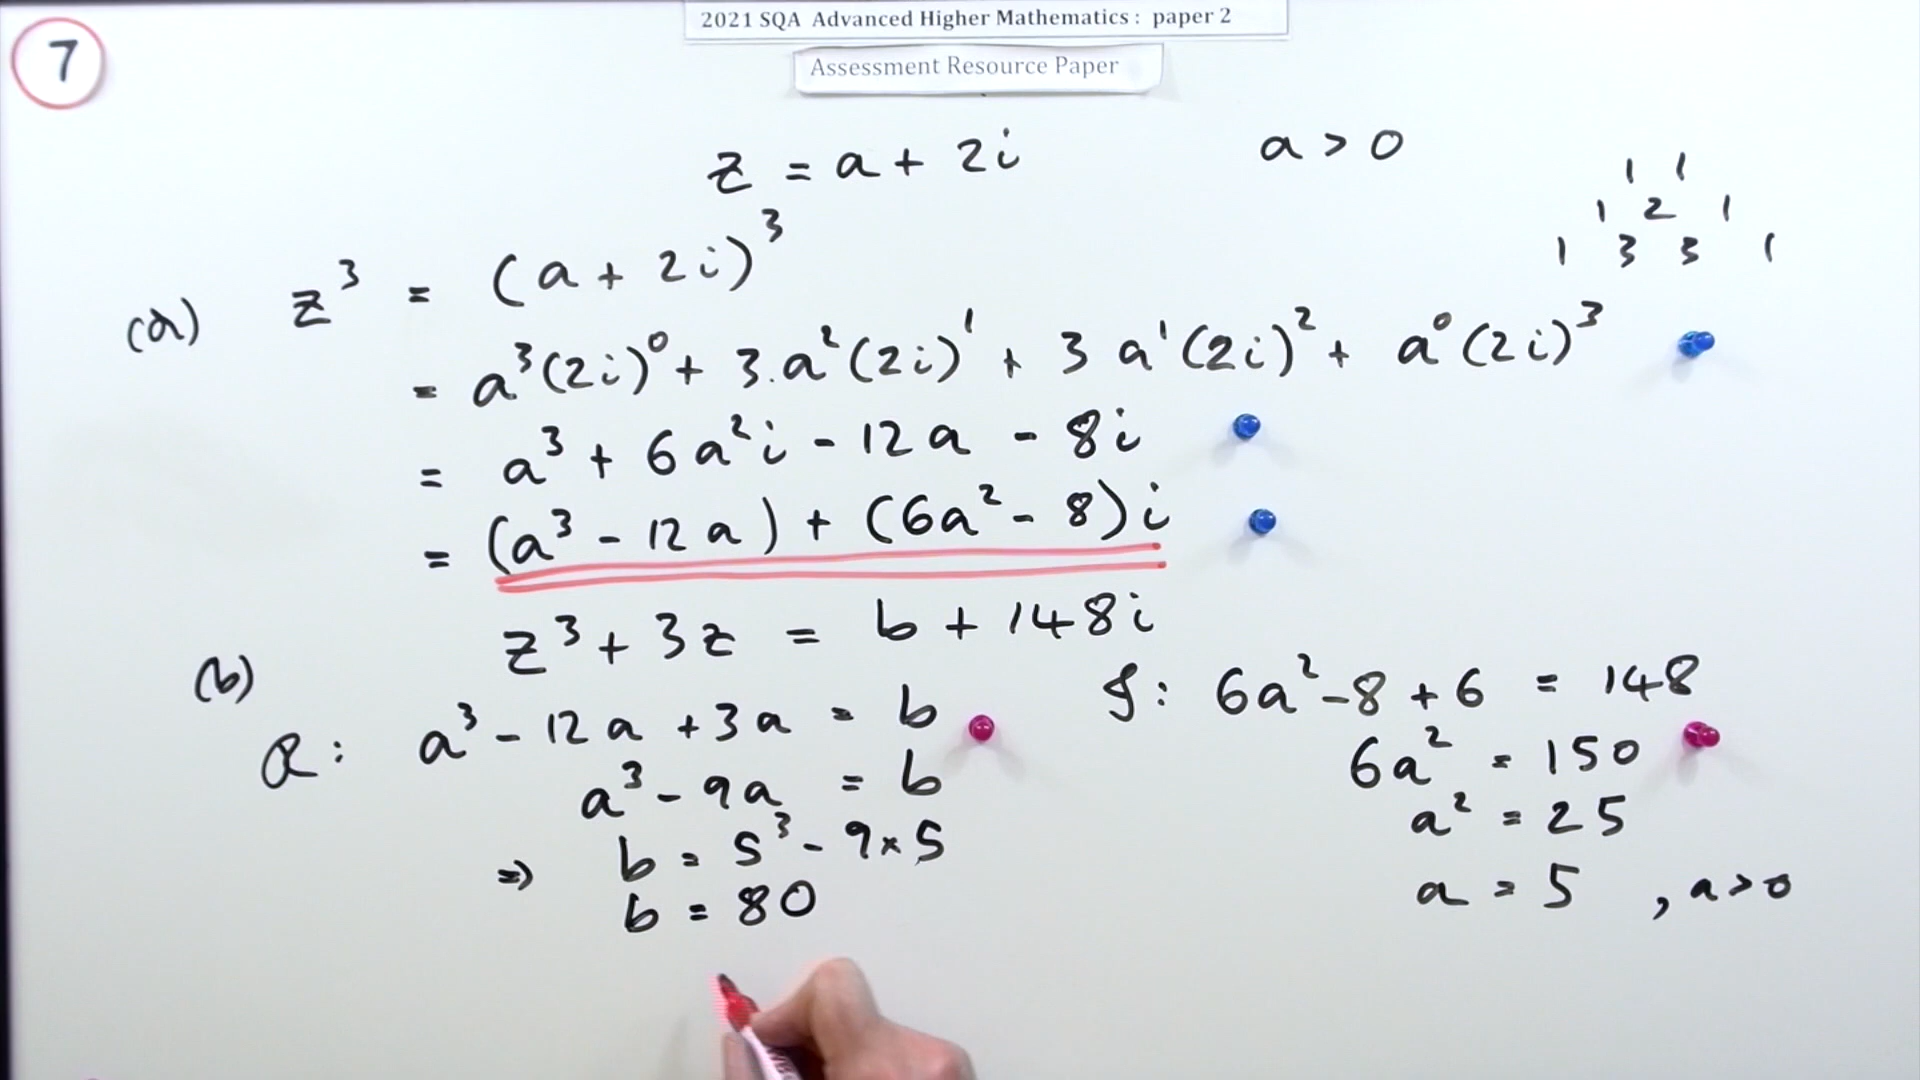 2021 SQA Advanced Higher Mathematics : paper 2
Assessment Resource Paper
7
z = a + 2i a > 0
1 1
1 2 1
1 3 3 1
(a) z³ = (a + 2i)³
= a³(2i)⁰ + 3.a²(2i)¹ + 3 a¹(2i)² + a⁰(2i)³
= a³ + 6a²i - 12a - 8i
= (a³ - 12a) + (6a² - 8)i
(b) z³ + 3z = b + 148i
R: a³ - 12a + 3a = b
a³ - 9a = b
⇒ b = 5³ - 9×5
b = 80
I: 6a² - 8 + 6 = 148
6a² = 150
a² = 25
a = 5 , a > 0